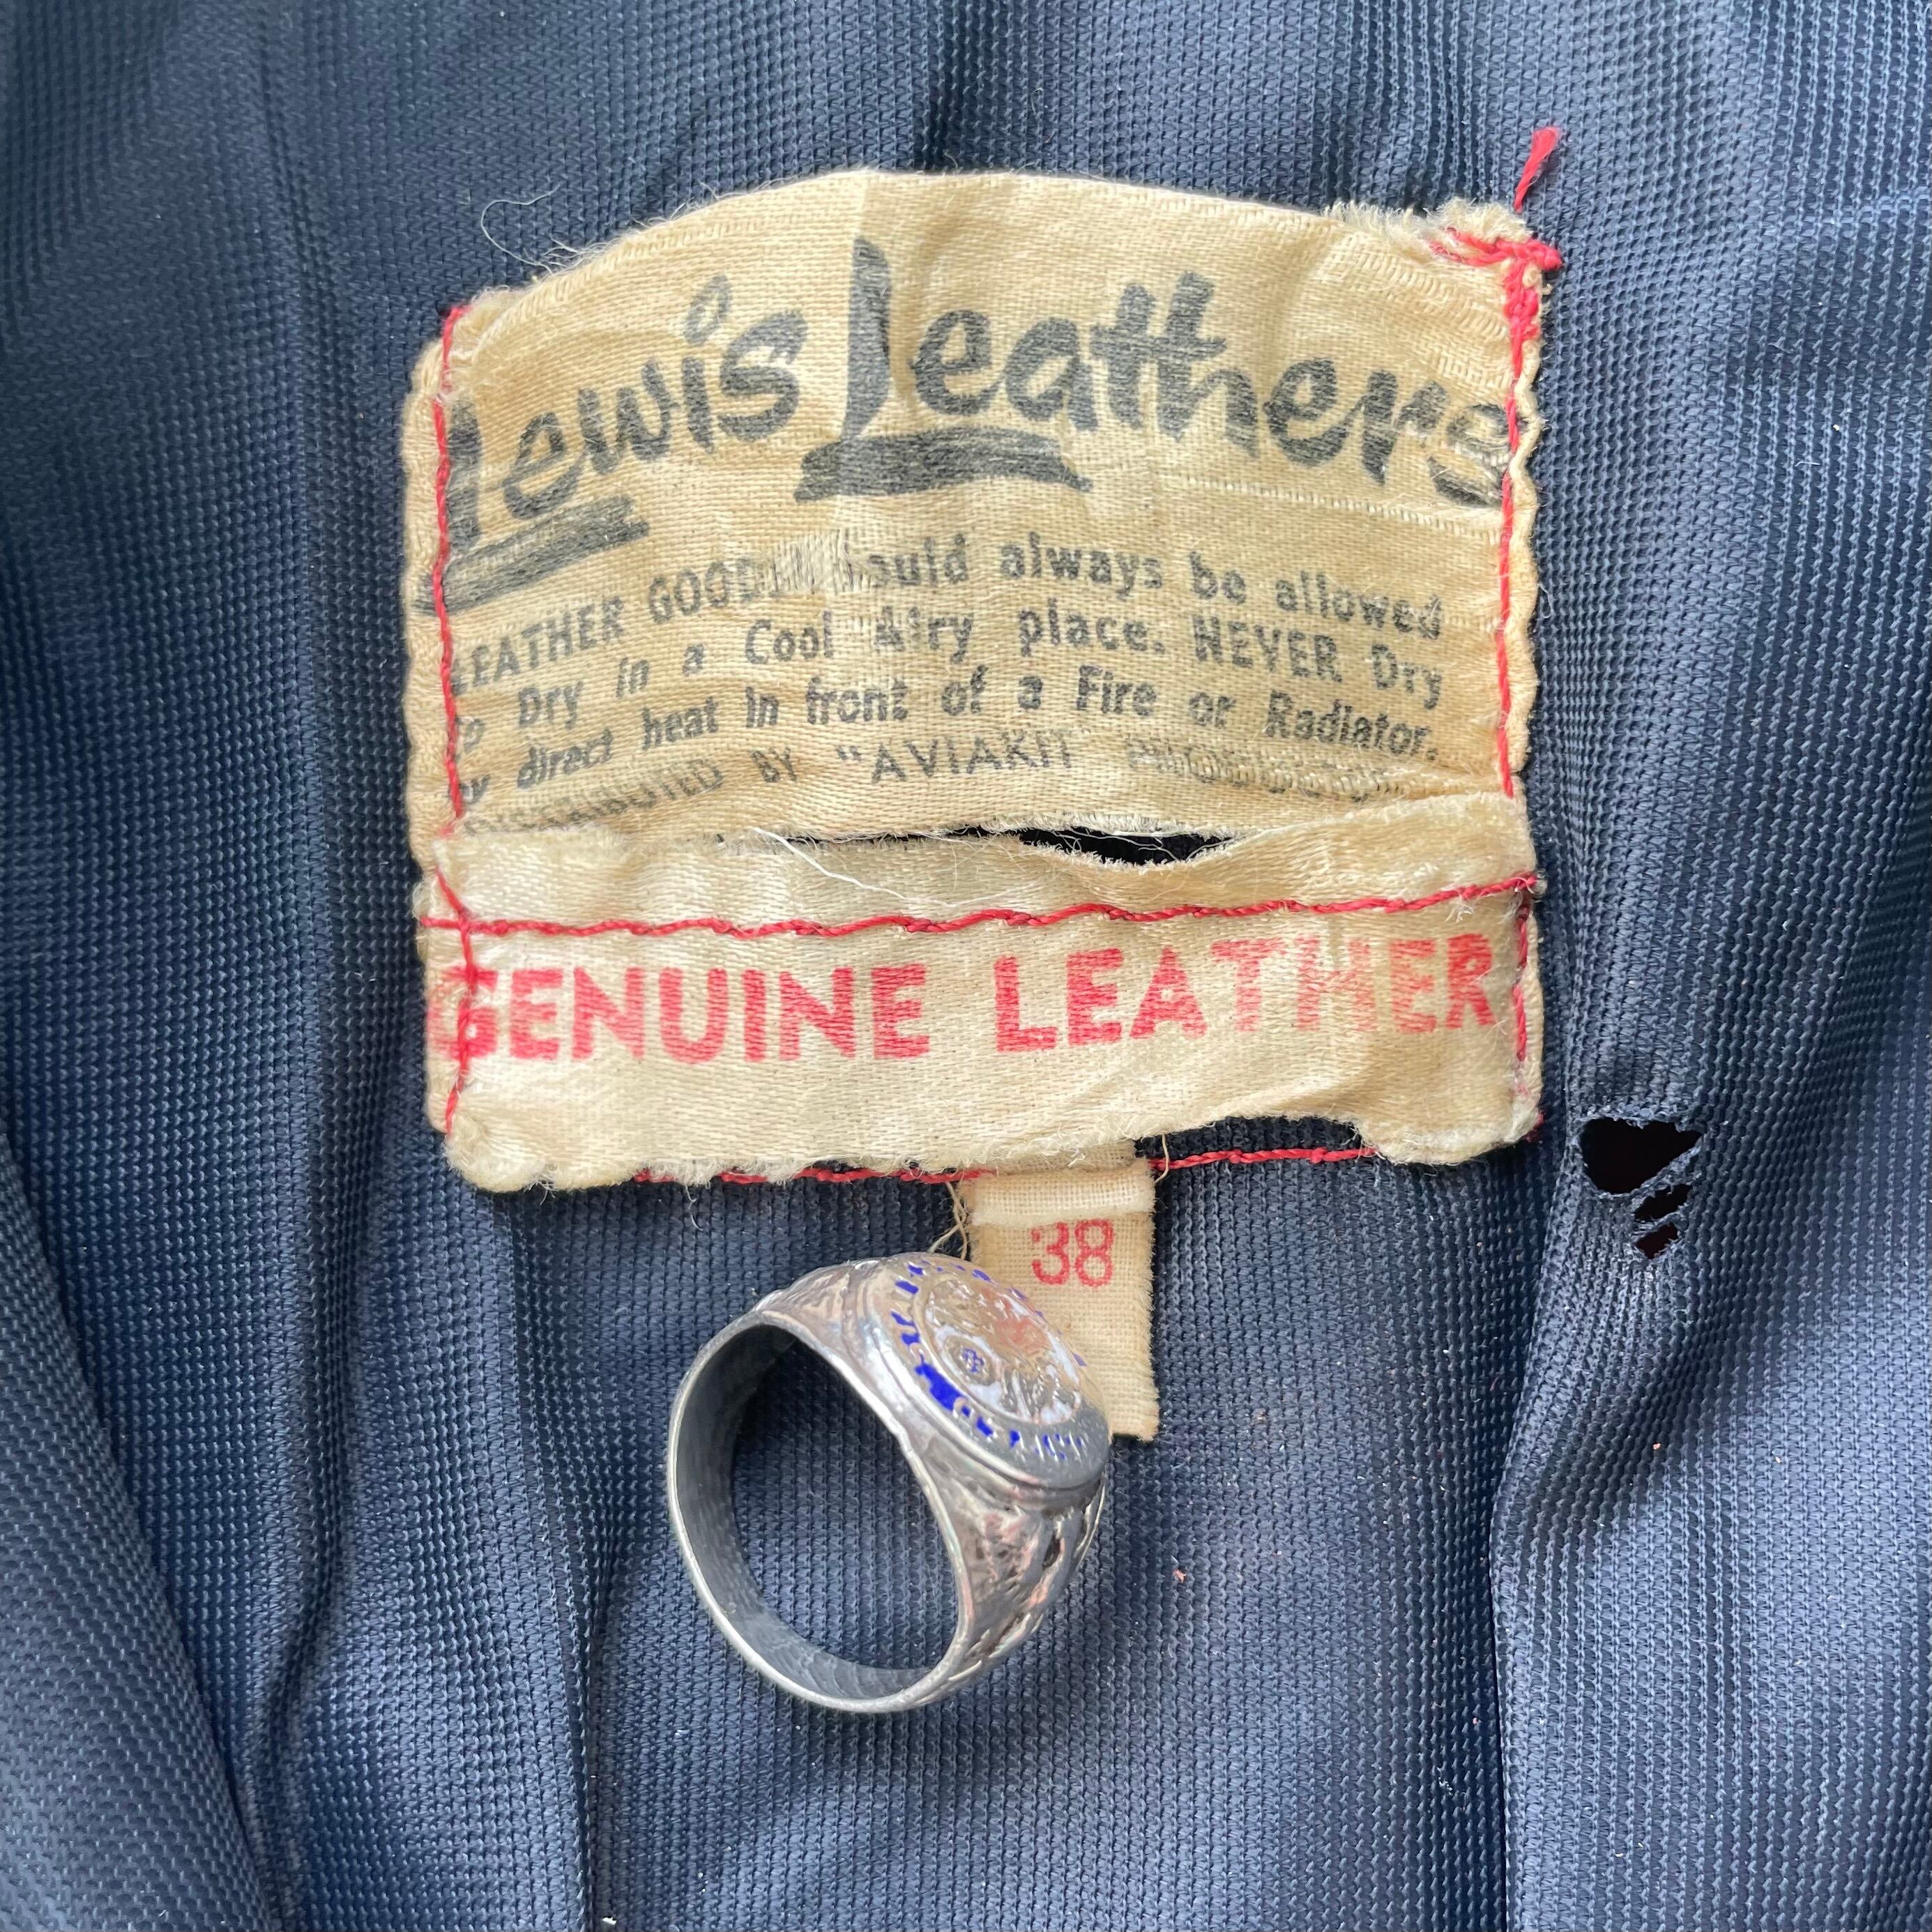 Lewis Leathers
LEATHER GOODS should always be allowed
to Dry in a Cool Airy place. NEVER Dry
by direct heat in front of a Fire or Radiator.
DISTRIBUTED BY "AVIAKIT"
GENUINE LEATHER
38